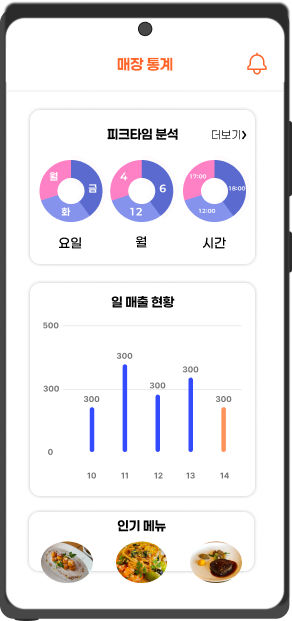 매장 통계
피크타임 분석 더보기>
월 금 화
4 6 12
17:00 18:00 12:00
요일 월 시간
일 매출 현황
500
300
0
300 300 300 300 300
10 11 12 13 14
인기 메뉴